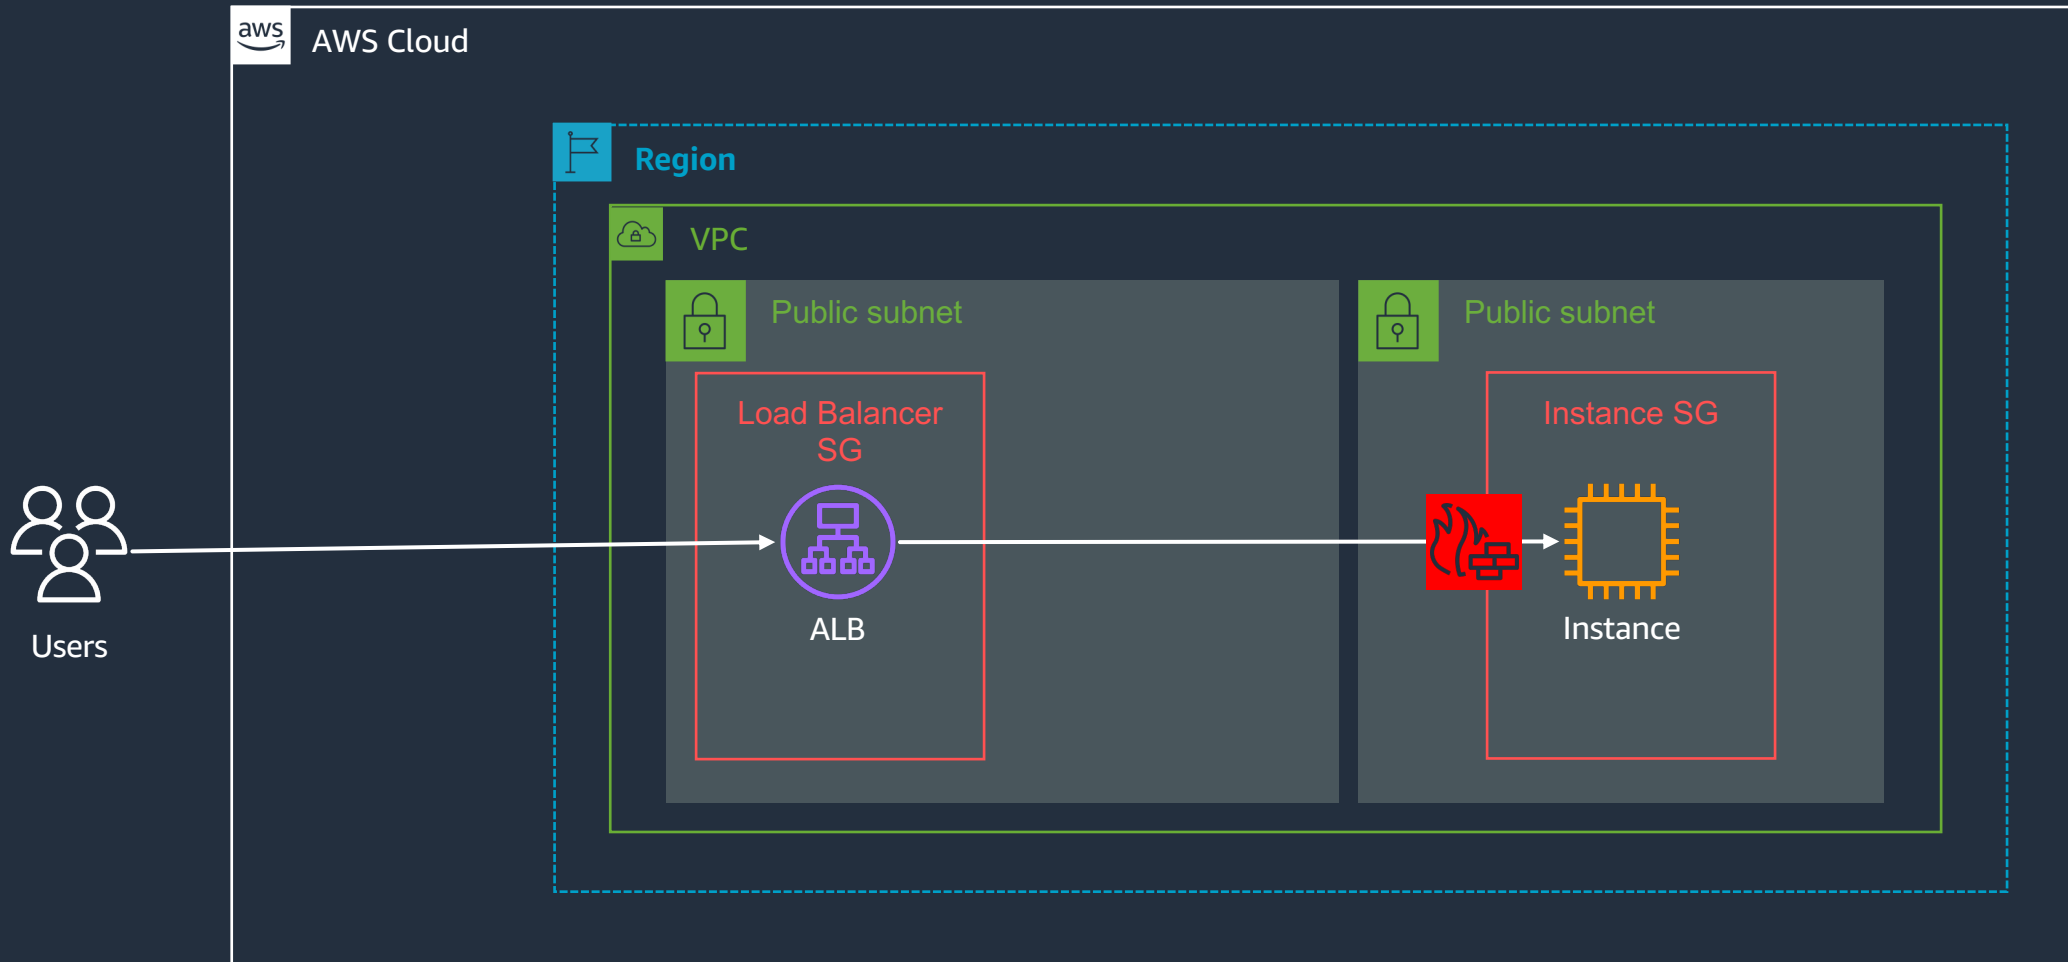 aws
AWS Cloud
Region
VPC
Public subnet
Public subnet
Load Balancer
SG
Instance SG
ALB
Instance
Users